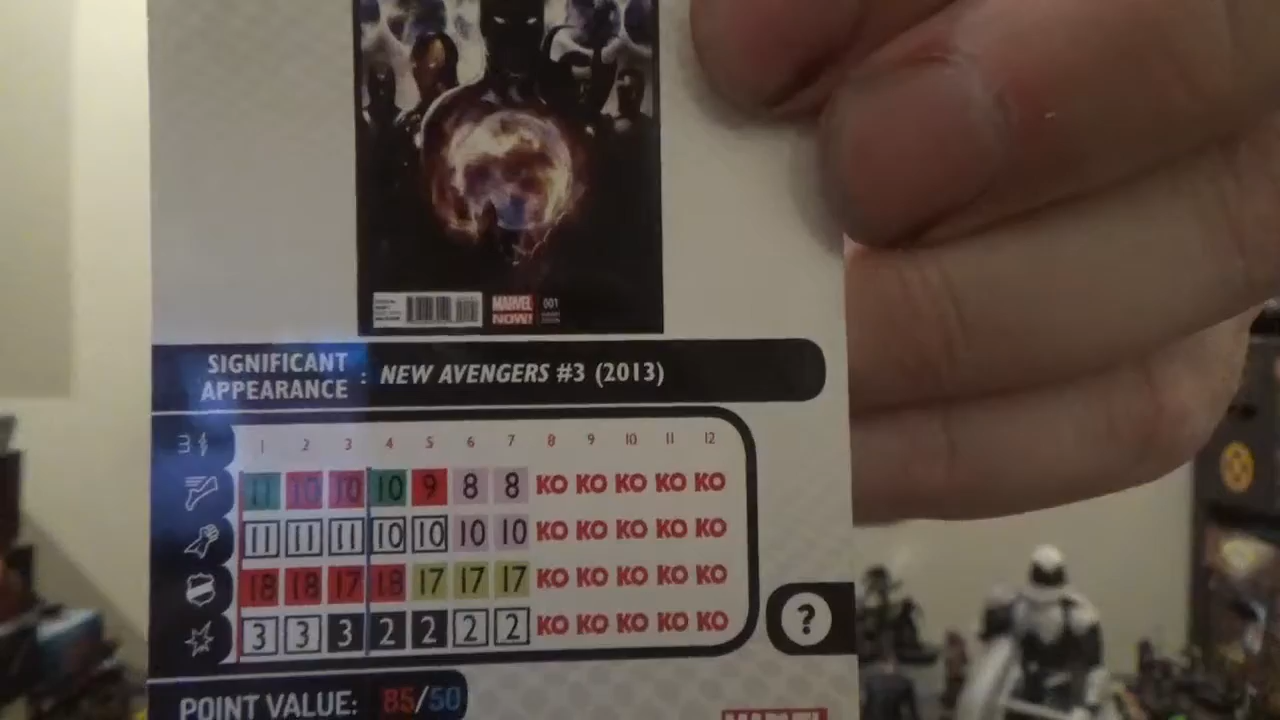 MARVEL 001
NOW!
SIGNIFICANT APPEARANCE : NEW AVENGERS #3 (2013)
1 2 3 4 5 6 7 8 9 10 11 12
11 10 10 10 9 8 8 KO KO KO KO KO
11 11 11 10 10 10 10 KO KO KO KO KO
18 18 17 18 17 17 17 KO KO KO KO KO
3 3 3 2 2 2 2 KO KO KO KO KO
?
POINT VALUE: 85/50
MARVEL